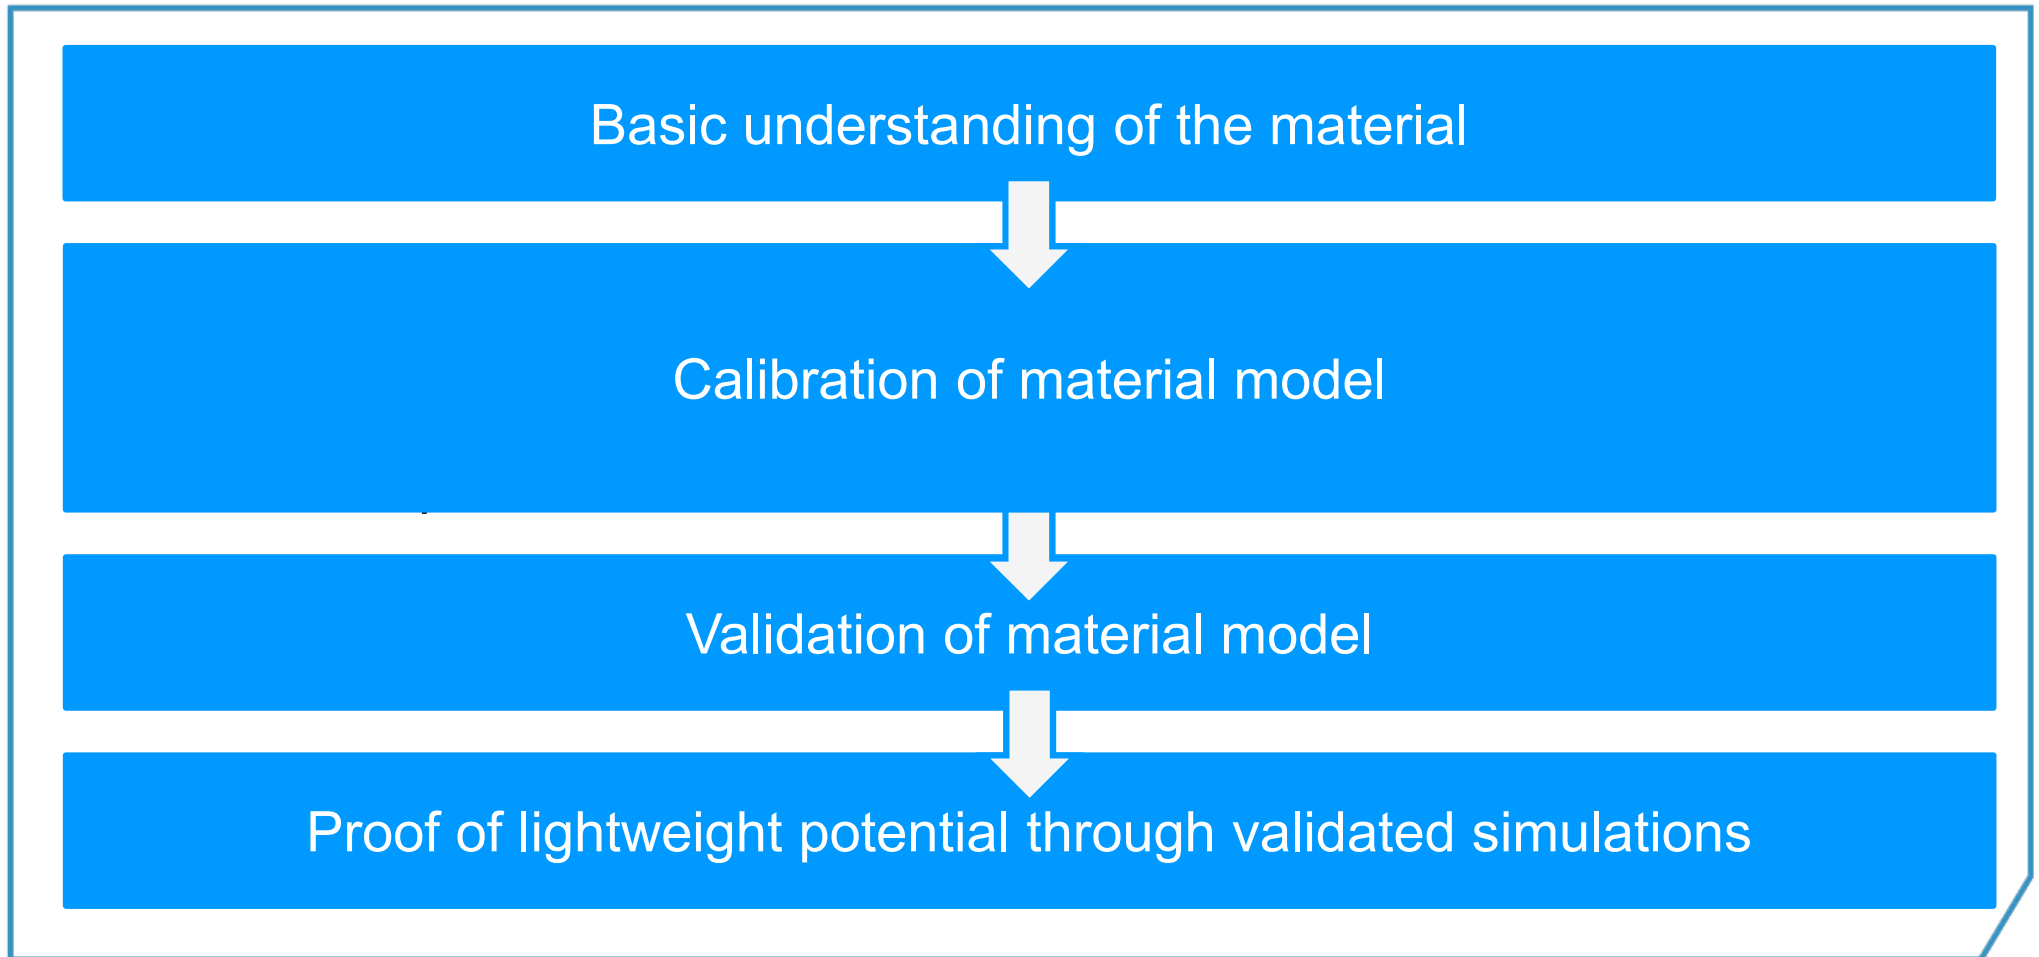 Basic understanding of the material
Calibration of material model
Validation of material model
Proof of lightweight potential through validated simulations